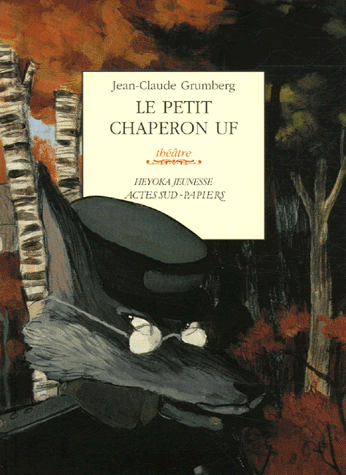 Jean-Claude Grumberg
LE PETIT
CHAPERON UF
théâtre
HEYOKA JEUNESSE
ACTES SUD-PAPIERS